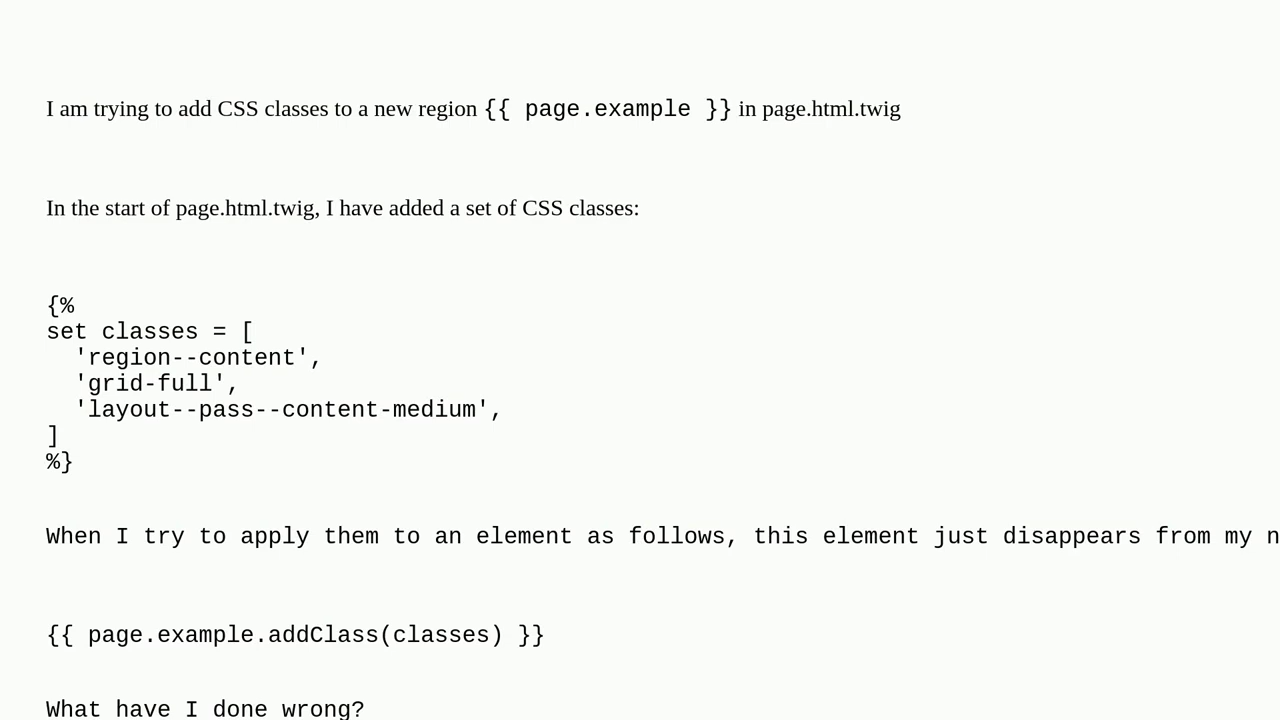 I am trying to add CSS classes to a new region {{ page.example }} in page.html.twig
In the start of page.html.twig, I have added a set of CSS classes:
{%
set classes = [
  'region--content',
  'grid-full',
  'layout--pass--content-medium',
]
%}
When I try to apply them to an element as follows, this element just disappears from my
{{ page.example.addClass(classes) }}
What have I done wrong?